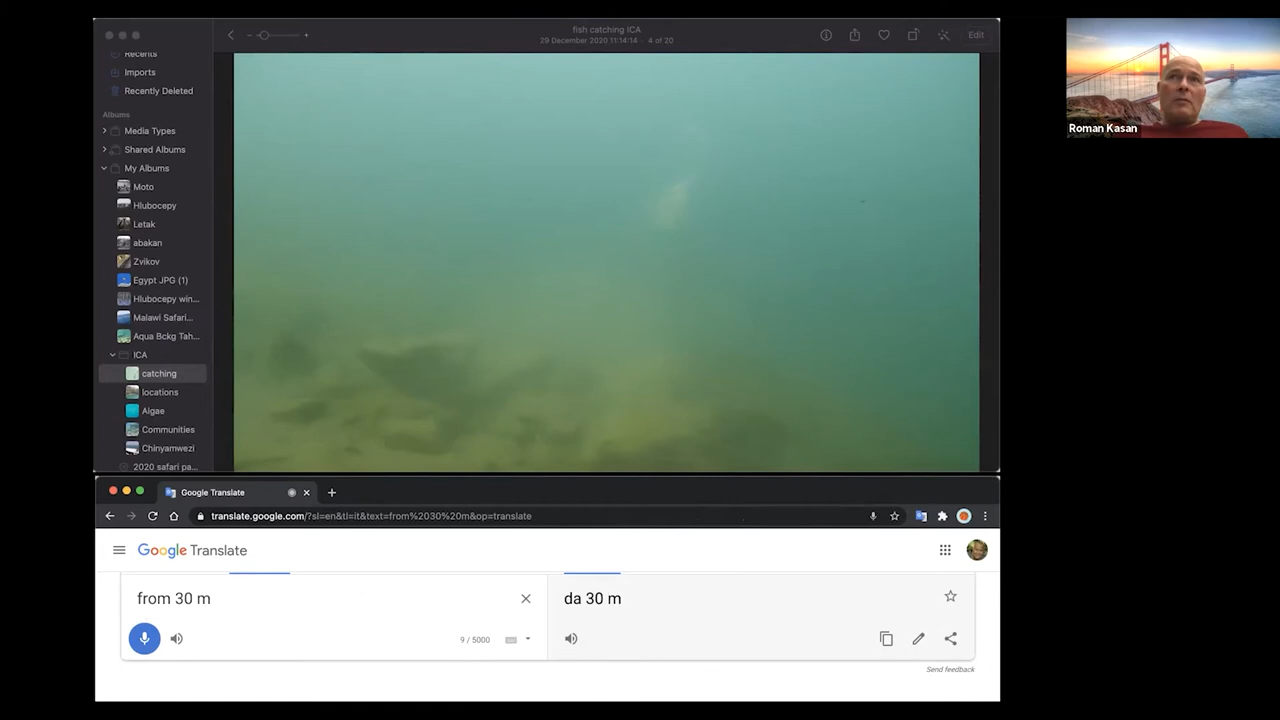 fish catching ICA
29 December 2020 11:14:14 — 4 of 20
Edit
Recents
Imports
Recently Deleted
Albums
Media Types
Shared Albums
My Albums
Moto
Hlubocepy
Letak
abakan
Zvikov
Egypt JPG (1)
Hlubocepy win...
Malawi Safari...
Aqua Bckg Tah...
ICA
catching
locations
Algae
Communities
Chinyamwezi
2020 safari pa...
Roman Kasan
Google Translate
translate.google.com/?sl=en&tl=it&text=from%2030%20m&op=translate
Google Translate
from 30 m
da 30 m
9 / 5000
Send feedback